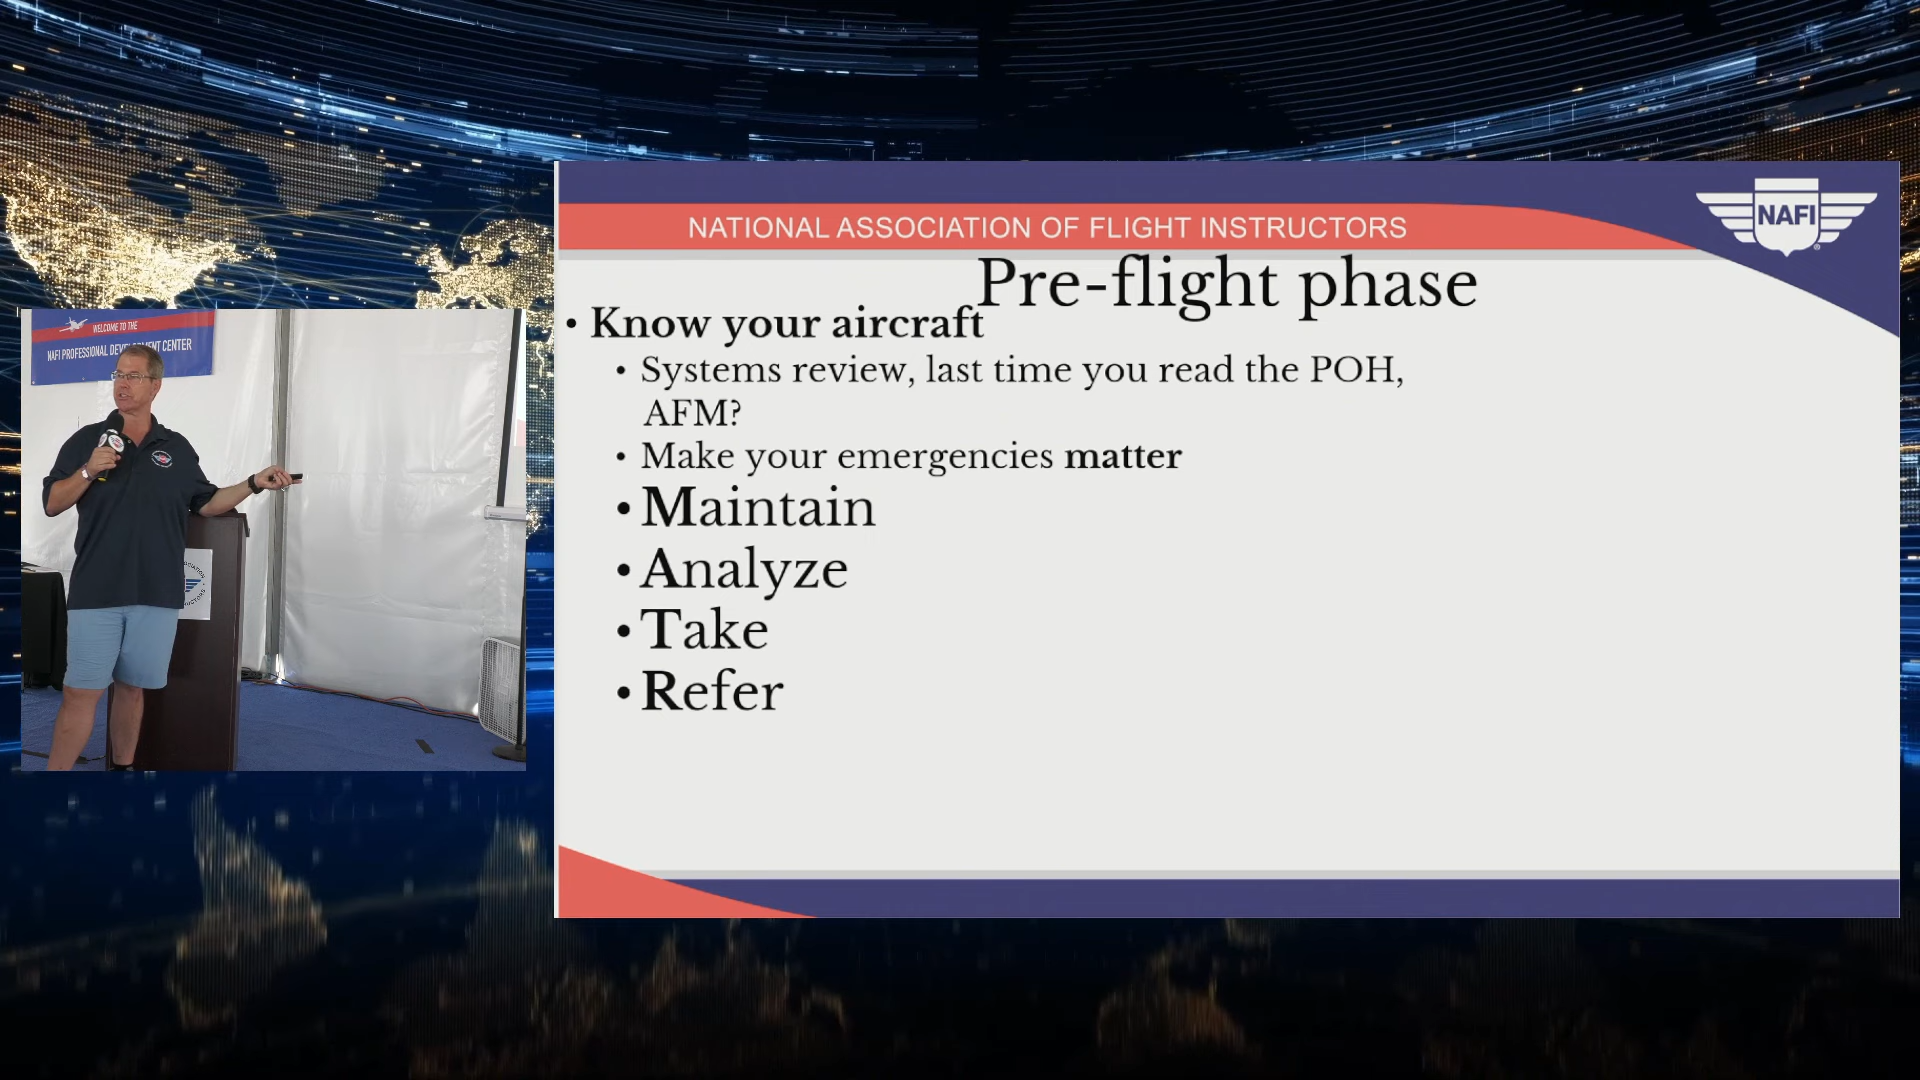 NATIONAL ASSOCIATION OF FLIGHT INSTRUCTORS
NAFI
Pre-flight phase
• Know your aircraft
• Systems review, last time you read the POH,
AFM?
• Make your emergencies matter
• Maintain
• Analyze
• Take
• Refer
WELCOME TO THE
NAFI PROFESSIONAL DEVELOPMENT CENTER